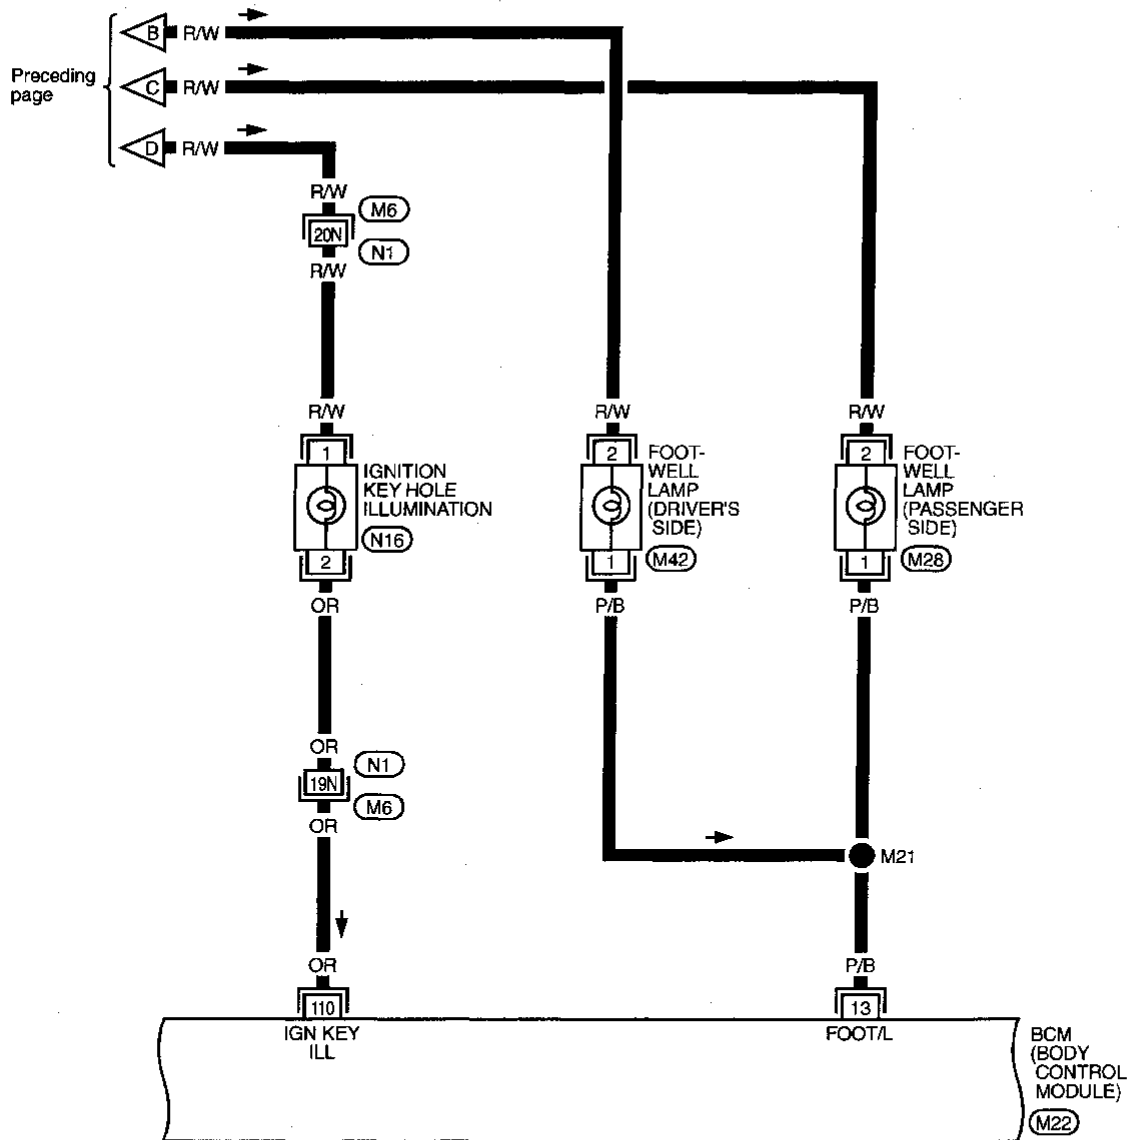 Preceding
page
B R/W
C R/W
D R/W
R/W
M6
20N
N1
R/W
R/W
R/W
R/W
1
2
2
IGNITION
KEY HOLE
ILLUMINATION
N16
FOOT-
WELL
LAMP
(DRIVER'S
SIDE)
M42
FOOT-
WELL
LAMP
(PASSENGER
SIDE)
M28
2
1
1
OR
P/B
P/B
OR
N1
19N
M6
OR
M21
OR
P/B
110
13
IGN KEY
ILL
FOOT/L
BCM
(BODY
CONTROL
MODULE)
M22